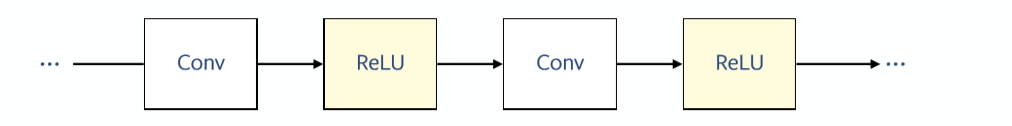 ... Conv ReLU Conv ReLU ...